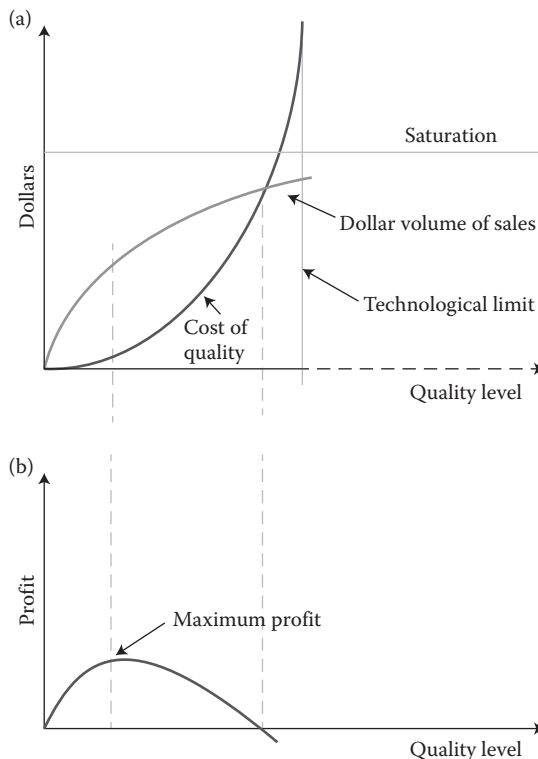 (a)
Dollars
Saturation
Dollar volume of sales
Technological limit
Cost of
quality
Quality level
(b)
Profit
Maximum profit
Quality level